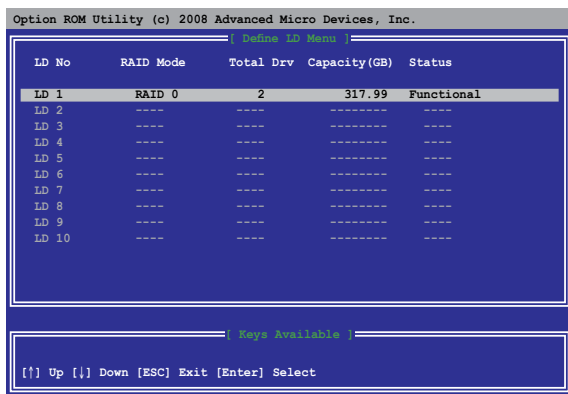 Option ROM Utility (c) 2008 Advanced Micro Devices, Inc.
[ Define LD Menu ]
LD No RAID Mode Total Drv Capacity(GB) Status
LD 1 RAID 0 2 317.99 Functional
LD 2 ---- ---- -------- ----
LD 3 ---- ---- -------- ----
LD 4 ---- ---- -------- ----
LD 5 ---- ---- -------- ----
LD 6 ---- ---- -------- ----
LD 7 ---- ---- -------- ----
LD 8 ---- ---- -------- ----
LD 9 ---- ---- -------- ----
LD 10 ---- ---- -------- ----
[ Keys Available ]
[↑] Up [↓] Down [ESC] Exit [Enter] Select